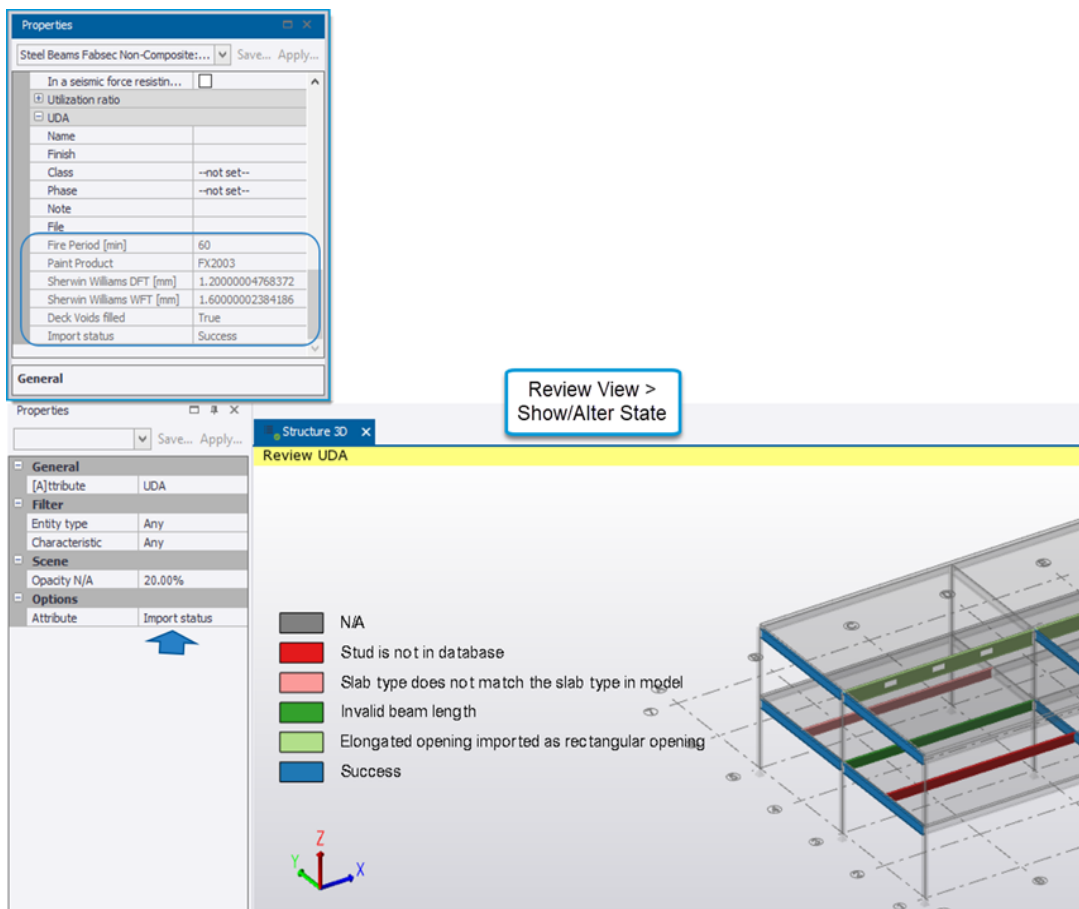 Properties
Steel Beams Fabsec Non-Composite:... Save... Apply...
In a seismic force resistin...
Utilization ratio
UDA
Name
Finish
Class --not set--
Phase --not set--
Note
File
Fire Period [min] 60
Paint Product FX2003
Sherwin Williams DFT [mm] 1.20000004768372
Sherwin Williams WFT [mm] 1.60000002384186
Deck Voids filled True
Import status Success
General
Review View >
Show/Alter State
Properties
Save... Apply...
General
[A]ttribute UDA
Filter
Entity type Any
Characteristic Any
Scene
Opacity N/A 20.00%
Options
Attribute Import status
Structure 3D
Review UDA
N/A
Stud is not in database
Slab type does not match the slab type in model
Invalid beam length
Elongated opening imported as rectangular opening
Success
Z
Y
X